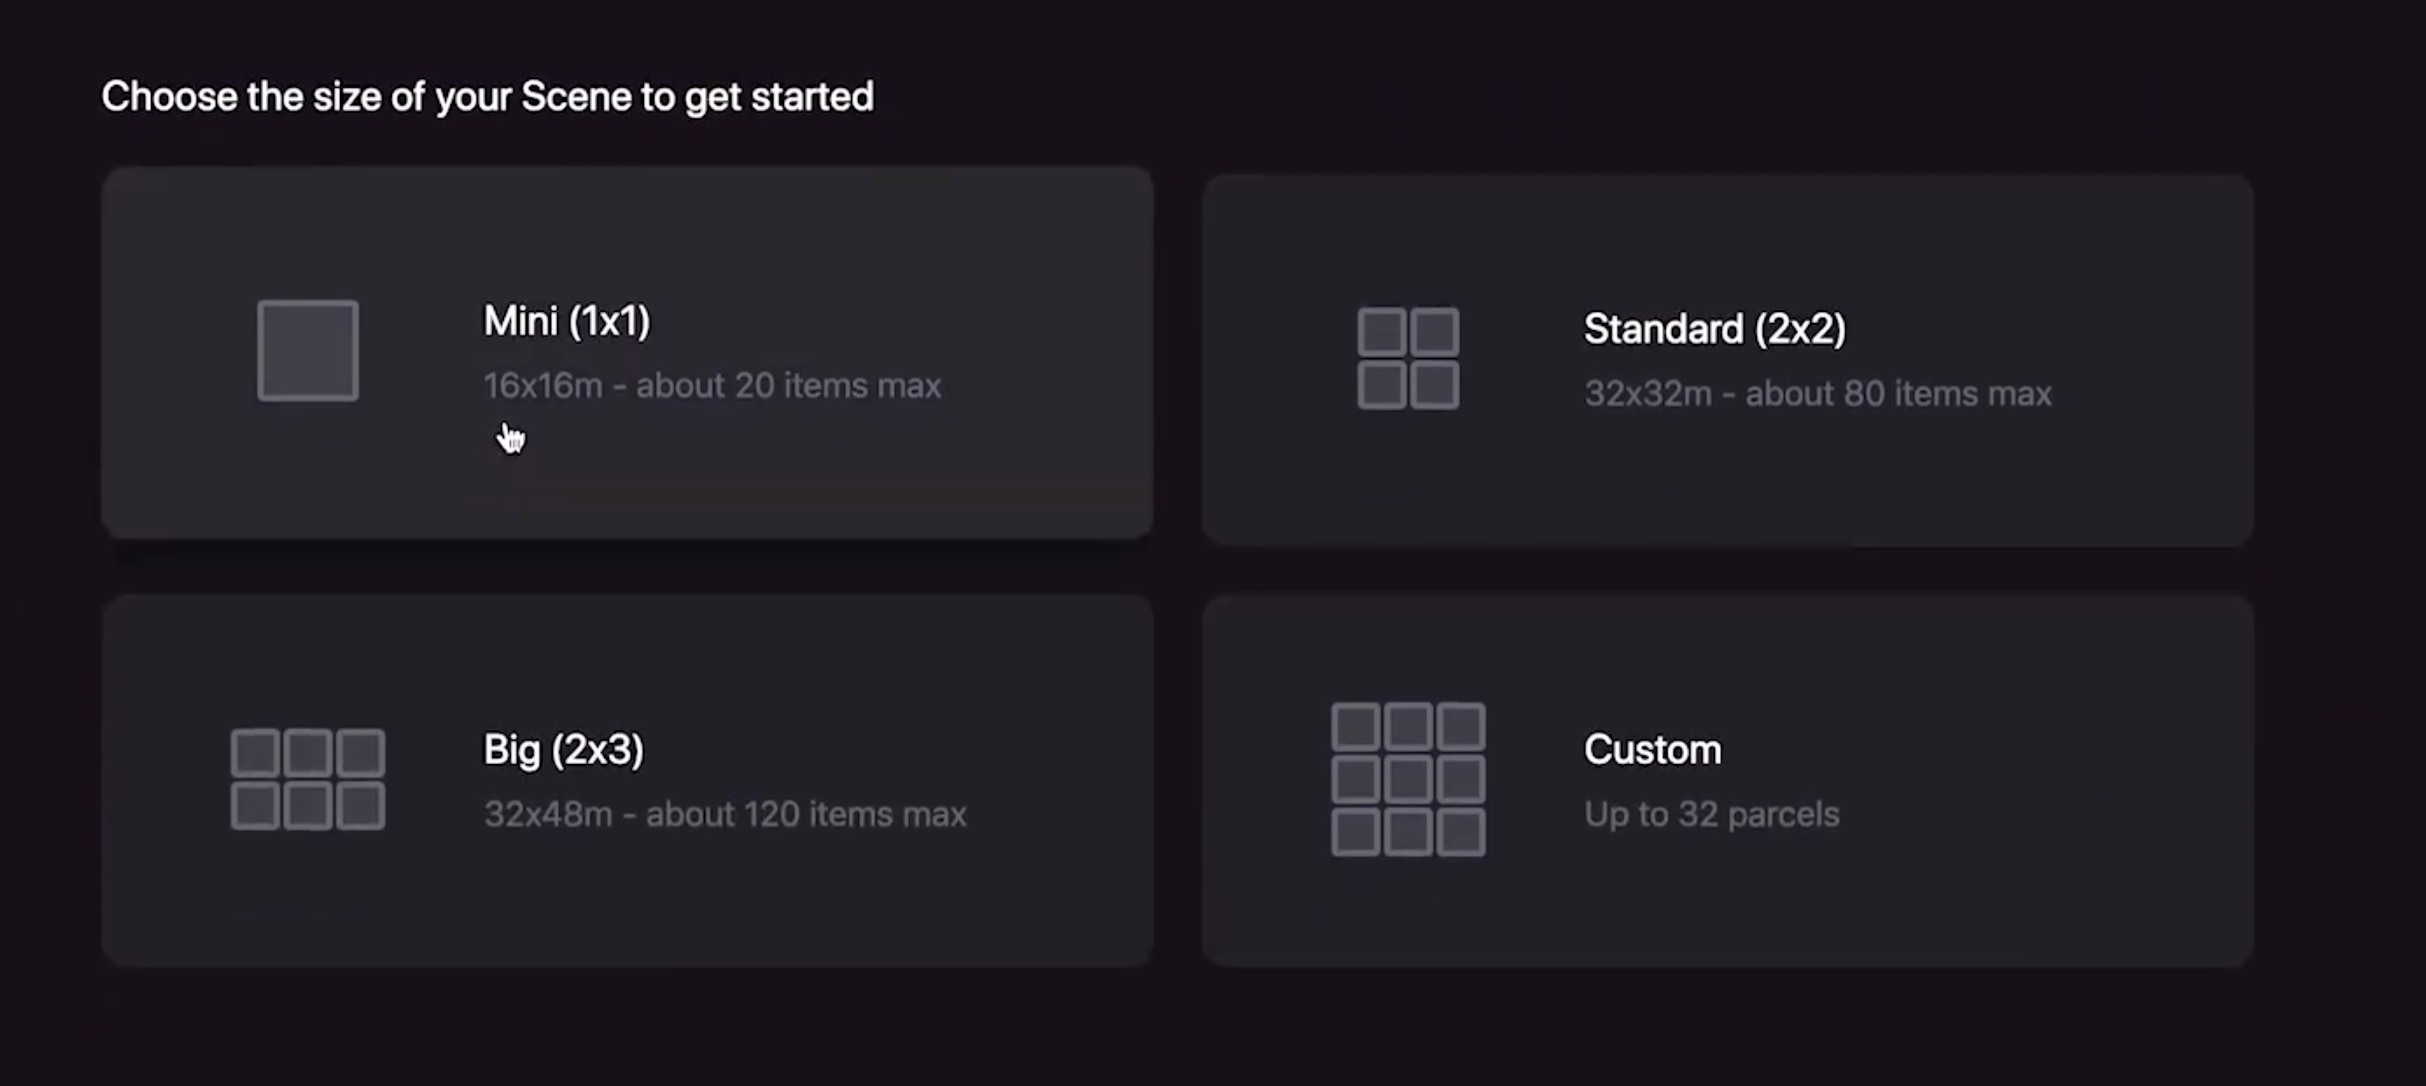 Choose the size of your Scene to get started
Mini (1x1)
16x16m - about 20 items max
Standard (2x2)
32x32m - about 80 items max
Big (2x3)
32x48m - about 120 items max
Custom
Up to 32 parcels